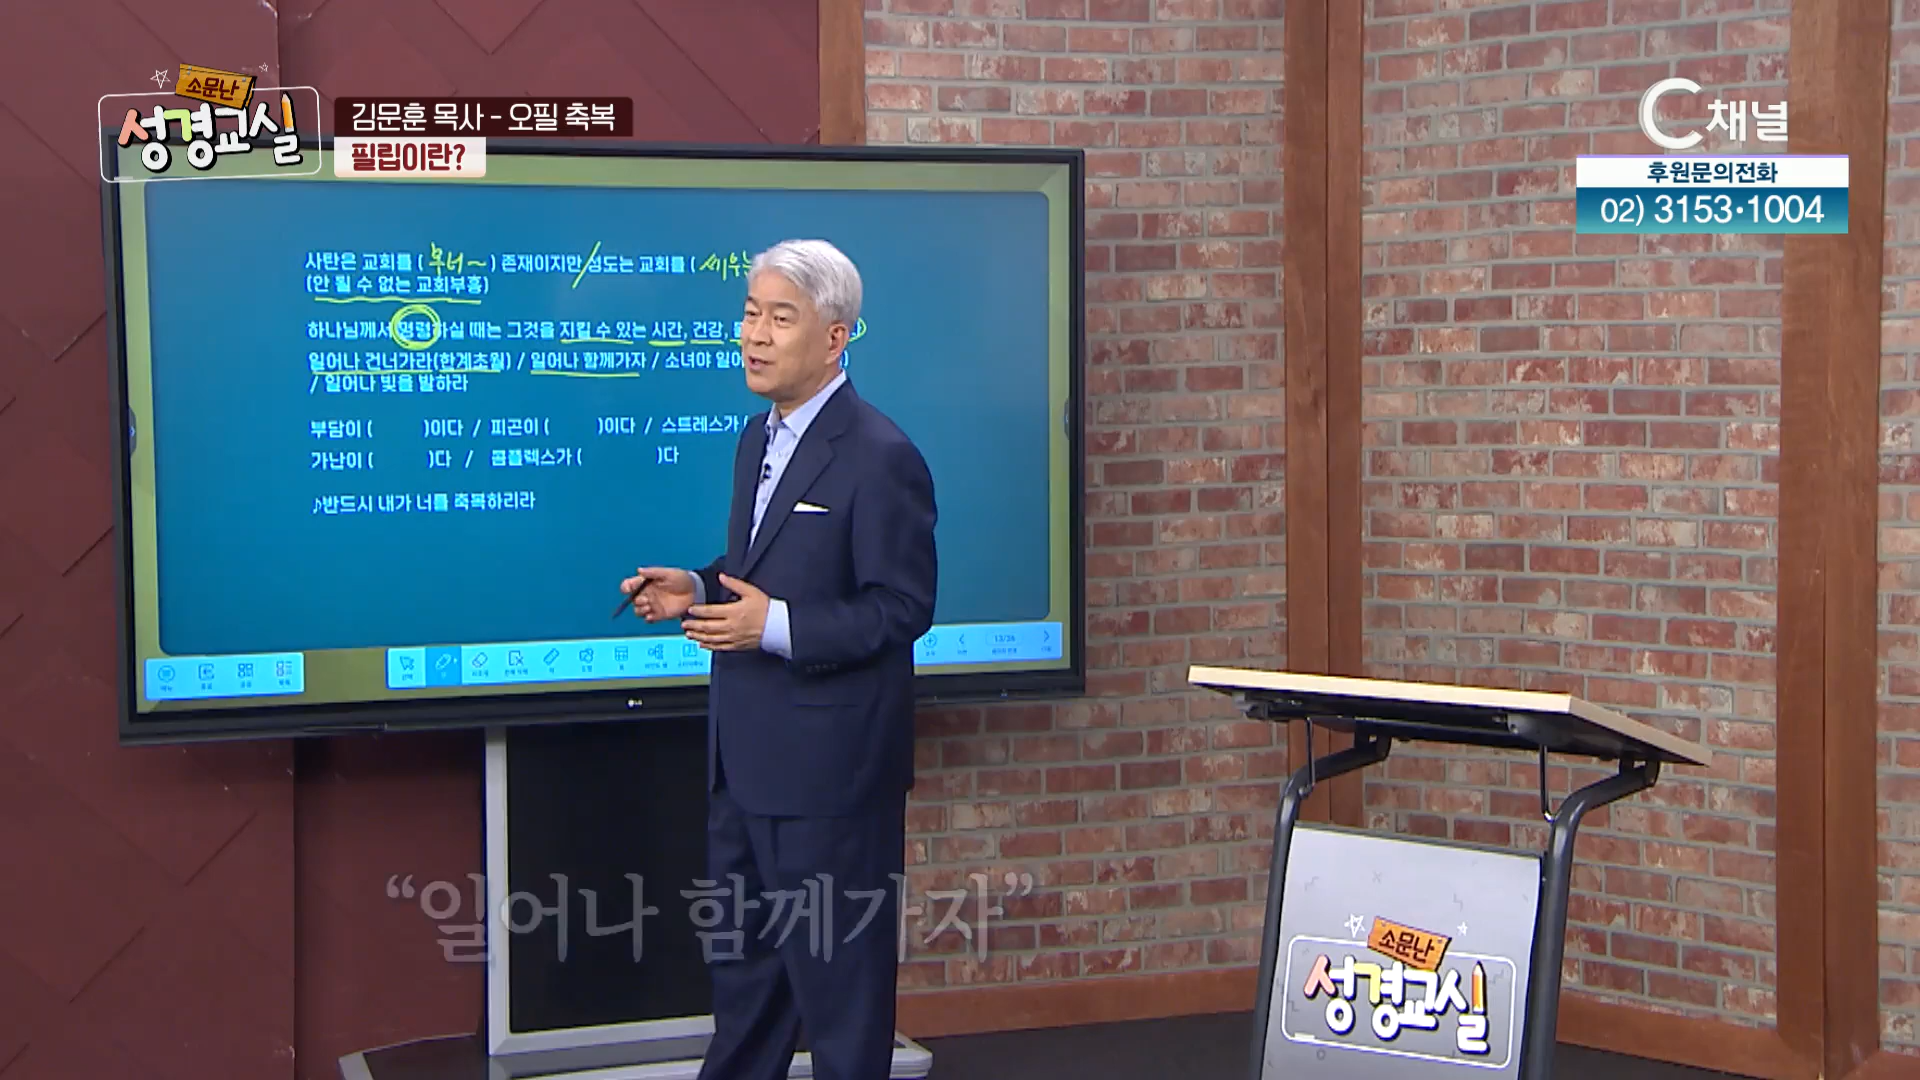 소문난
성경교실
김문훈 목사 - 오필 축복
필립이란?
C채널
후원문의전화
02) 3153·1004
사탄은 교회를 ( 무너~ ) 존재이지만 / 성도는 교회를 ( 세우는
(안 될 수 없는 교회부흥)
하나님께서 명령하실 때는 그것을 지킬 수 있는 시간, 건강,
일어나 건너가라(한계초월) / 일어나 함께가자 / 소녀야 일어
/ 일어나 빛을 발하라
부담이 ( )이다 / 피곤이 ( )이다 / 스트레스가 (
가난이 ( )다 / 콤플렉스가 ( )다
♪반드시 내가 너를 축복하리라
13/26
LG
“일어나 함께가자”
소문난
성경교실